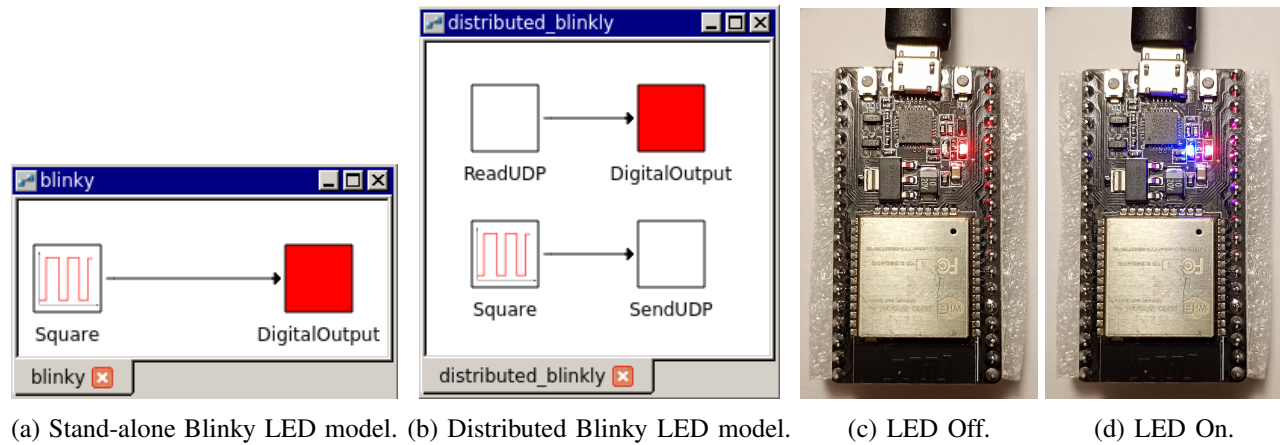 blinky
Square
DigitalOutput
blinky
(a) Stand-alone Blinky LED model.
distributed_blinkly
ReadUDP
DigitalOutput
Square
SendUDP
distributed_blinkly
(b) Distributed Blinky LED model.
(c) LED Off.
(d) LED On.